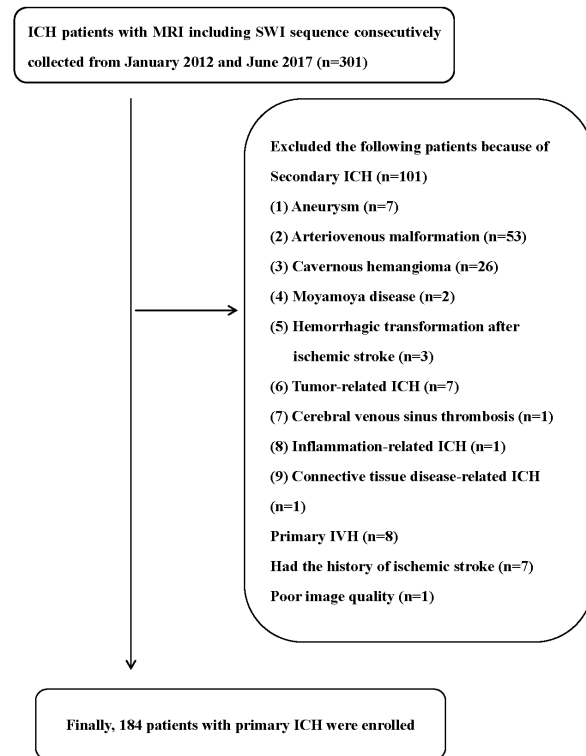 ICH patients with MRI including SWI sequence consecutively
collected from January 2012 and June 2017 (n=301)
Excluded the following patients because of
Secondary ICH (n=101)
(1) Aneurysm (n=7)
(2) Arteriovenous malformation (n=53)
(3) Cavernous hemangioma (n=26)
(4) Moyamoya disease (n=2)
(5) Hemorrhagic transformation after
ischemic stroke (n=3)
(6) Tumor-related ICH (n=7)
(7) Cerebral venous sinus thrombosis (n=1)
(8) Inflammation-related ICH (n=1)
(9) Connective tissue disease-related ICH
(n=1)
Primary IVH (n=8)
Had the history of ischemic stroke (n=7)
Poor image quality (n=1)
Finally, 184 patients with primary ICH were enrolled